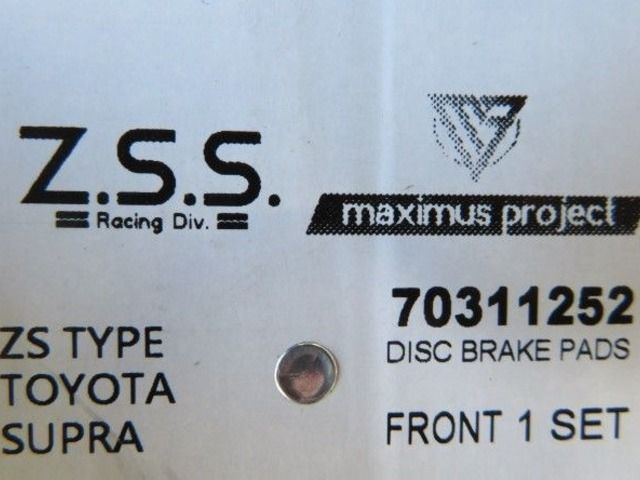 Z.S.S.
Racing Div.
maximus project
70311252
DISC BRAKE PADS
ZS TYPE
TOYOTA
SUPRA
FRONT 1 SET